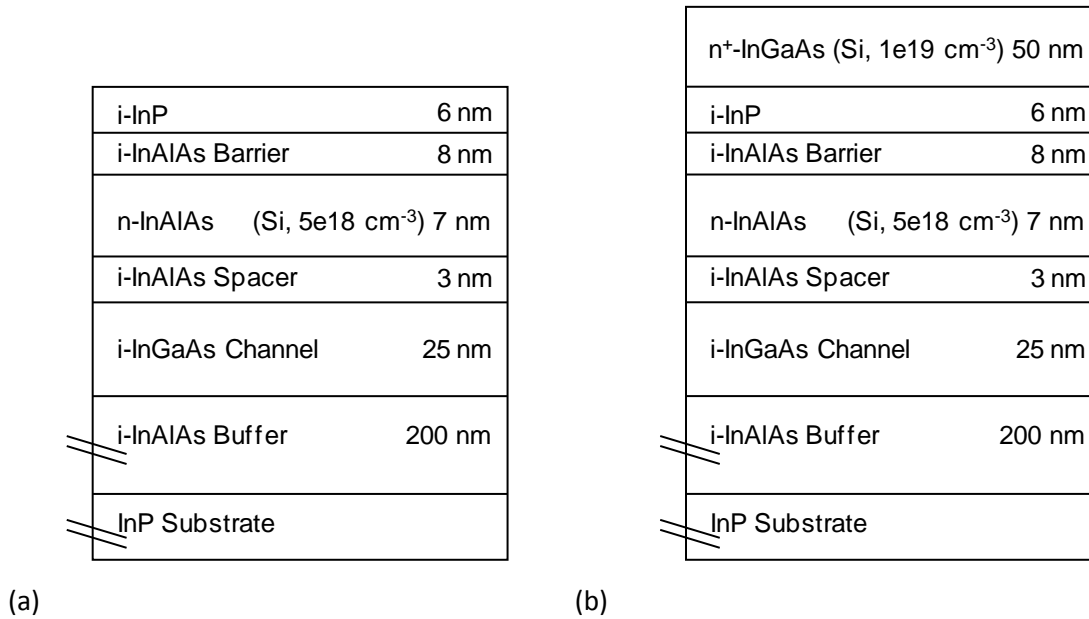 i-InP 6 nm
i-InAlAs Barrier 8 nm
n-InAlAs (Si, 5e18 cm-3) 7 nm
i-InAlAs Spacer 3 nm
i-InGaAs Channel 25 nm
i-InAlAs Buffer 200 nm
InP Substrate
(a)
n+-InGaAs (Si, 1e19 cm-3) 50 nm
i-InP 6 nm
i-InAlAs Barrier 8 nm
n-InAlAs (Si, 5e18 cm-3) 7 nm
i-InAlAs Spacer 3 nm
i-InGaAs Channel 25 nm
i-InAlAs Buffer 200 nm
InP Substrate
(b)